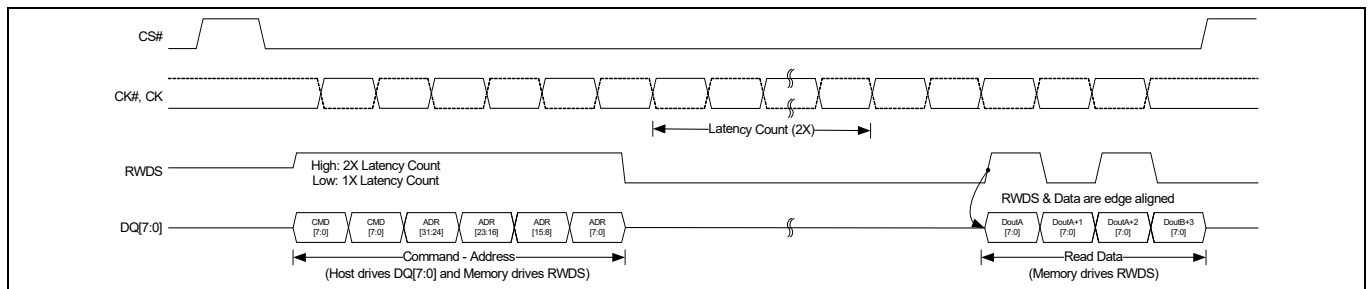 CS#
CK#, CK
Latency Count (2X)
RWDS
High: 2X Latency Count
Low: 1X Latency Count
RWDS & Data are edge aligned
DQ[7:0]
CMD
[7:0]
CMD
[7:0]
ADR
[31:24]
ADR
[23:16]
ADR
[15:8]
ADR
[7:0]
DoutA
[7:0]
DoutA+1
[7:0]
DoutA+2
[7:0]
DoutB+3
[7:0]
Command - Address
(Host drives DQ[7:0] and Memory drives RWDS)
Read Data
(Memory drives RWDS)